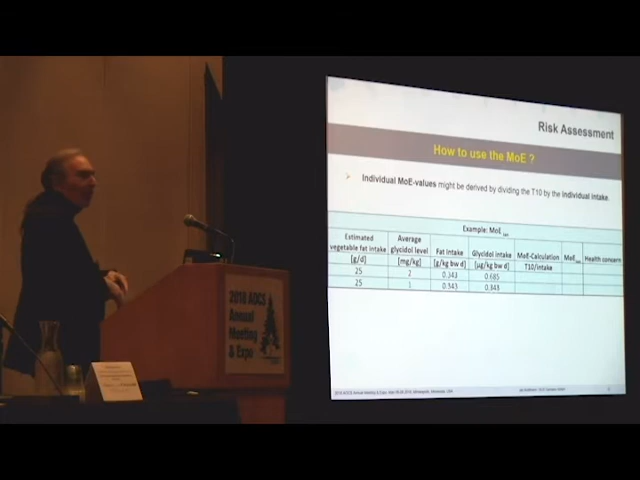 Risk Assessment
How to use the MoE ?
Individual MoE-values might be derived by dividing the T10 by the individual intake.
Example: MoE
Estimated vegetable fat intake Average glycidol level Fat intake Glycidol intake MoE-Calculation MoE Health concern
[g/d] [mg/kg] [g/kg bw d] [µg/kg bw d] T10/intake
25 2 0.343 0.685
25 1 0.343 0.343
2018 AOCS
Annual
Meeting
& Expo